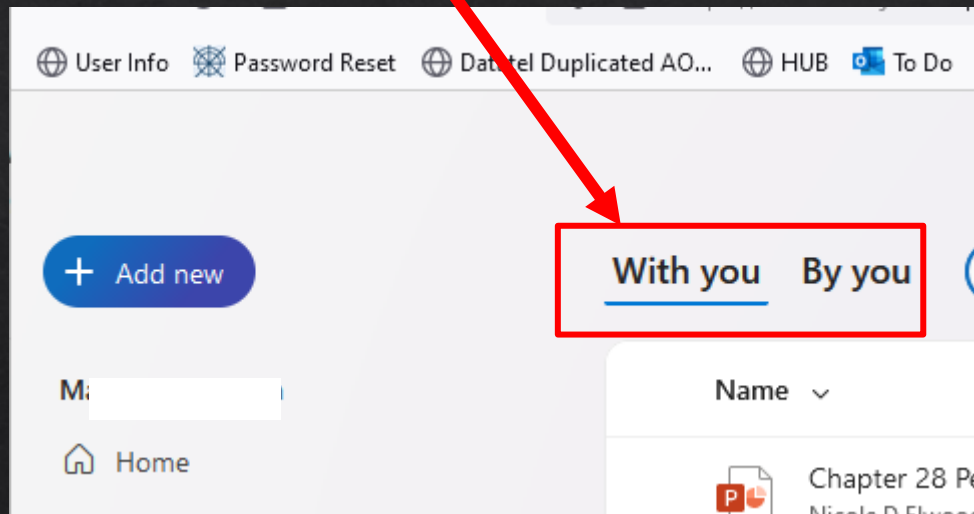 User Info Password Reset Datatel Duplicated AO... HUB To Do
+ Add new
With you By you
Name
Home
Chapter 28
Nicole D